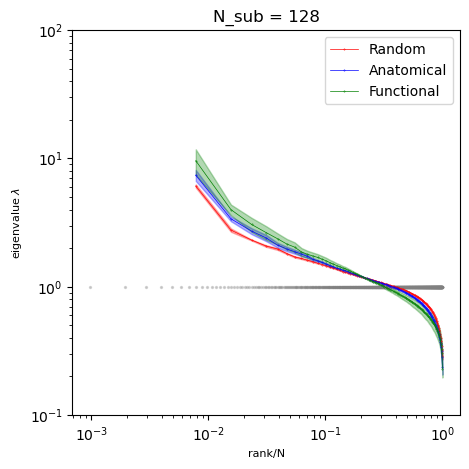 N_sub = 128
10²
Random
Anatomical
Functional
10¹
eigenvalue λ
10⁰
10⁻¹
10⁻³
10⁻²
10⁻¹
10⁰
rank/N